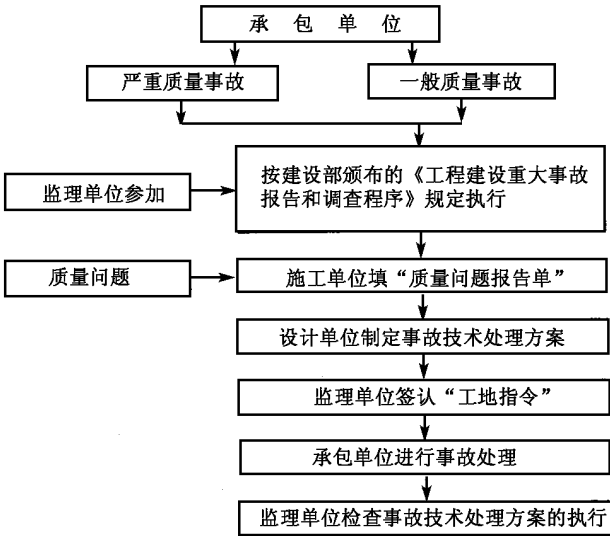 承包单位
严重质量事故
一般质量事故
按建设部颁布的《工程建设重大事故
报告和调查程序》规定执行
监理单位参加
质量问题
施工单位填“质量问题报告单”
设计单位制定事故技术处理方案
监理单位签认“工地指令”
承包单位进行事故处理
监理单位检查事故技术处理方案的执行